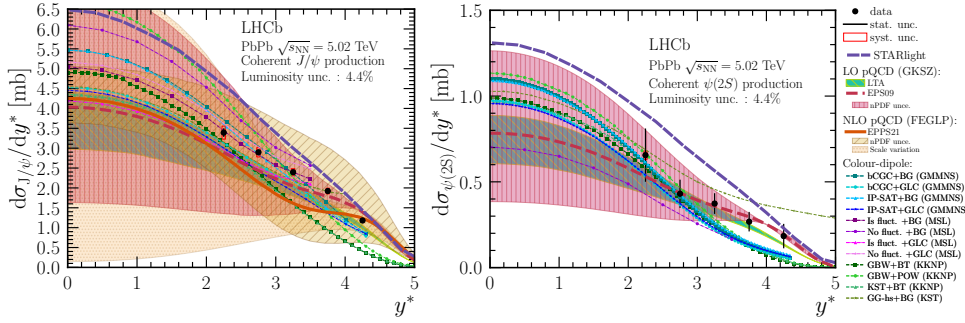 LHCb
PbPb √sNN = 5.02 TeV
Coherent J/ψ production
Luminosity unc. : 4.4%
dσJ/ψ/dy* [mb]
6.5
6.0
5.5
5.0
4.5
4.0
3.5
3.0
2.5
2.0
1.5
1.0
0.5
0.0
0 1 2 3 4 5
y*
LHCb
PbPb √sNN = 5.02 TeV
Coherent ψ(2S) production
Luminosity unc. : 4.4%
dσψ(2S)/dy* [mb]
1.5
1.0
0.5
0.0
0 1 2 3 4 5
y*
data
stat. unc.
syst. unc.
STARlight
LO pQCD (GKSZ):
LTA
EPS09
nPDF unce.
NLO pQCD (FEGLP):
EPPS21
nPDF unce.
Scale variation
Colour-dipole:
bCGC+BG (GMMNS)
bCGC+GLC (GMMNS)
IP-SAT+BG (GMMNS)
IP-SAT+GLC (GMMNS)
Is fluct. +BG (MSL)
No fluct. +BG (MSL)
Is fluct. +GLC (MSL)
No fluct. +GLC (MSL)
GBW+BT (KKNP)
GBW+POW (KKNP)
KST+BT (KKNP)
GG-hs+BG (KST)